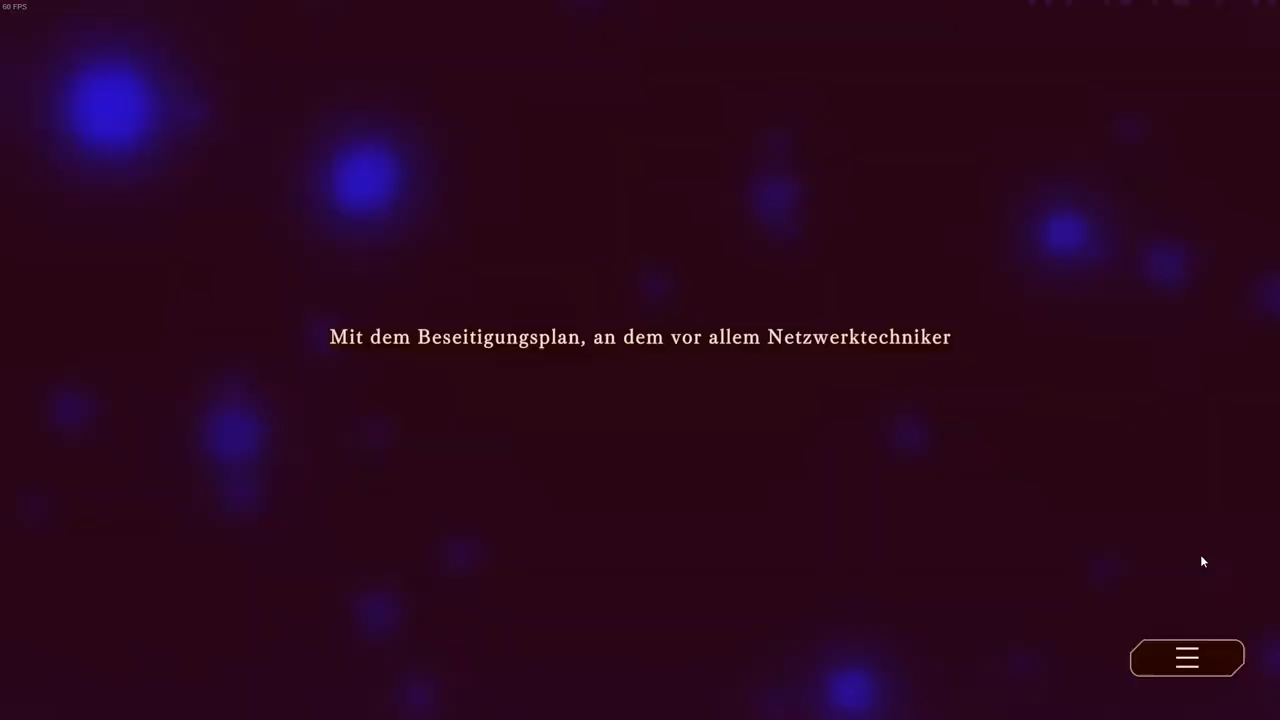 60 FPS
Mit dem Beseitigungsplan, an dem vor allem Netzwerktechniker